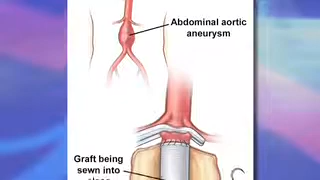 Abdominal aortic
aneurysm
Graft being
sewn into